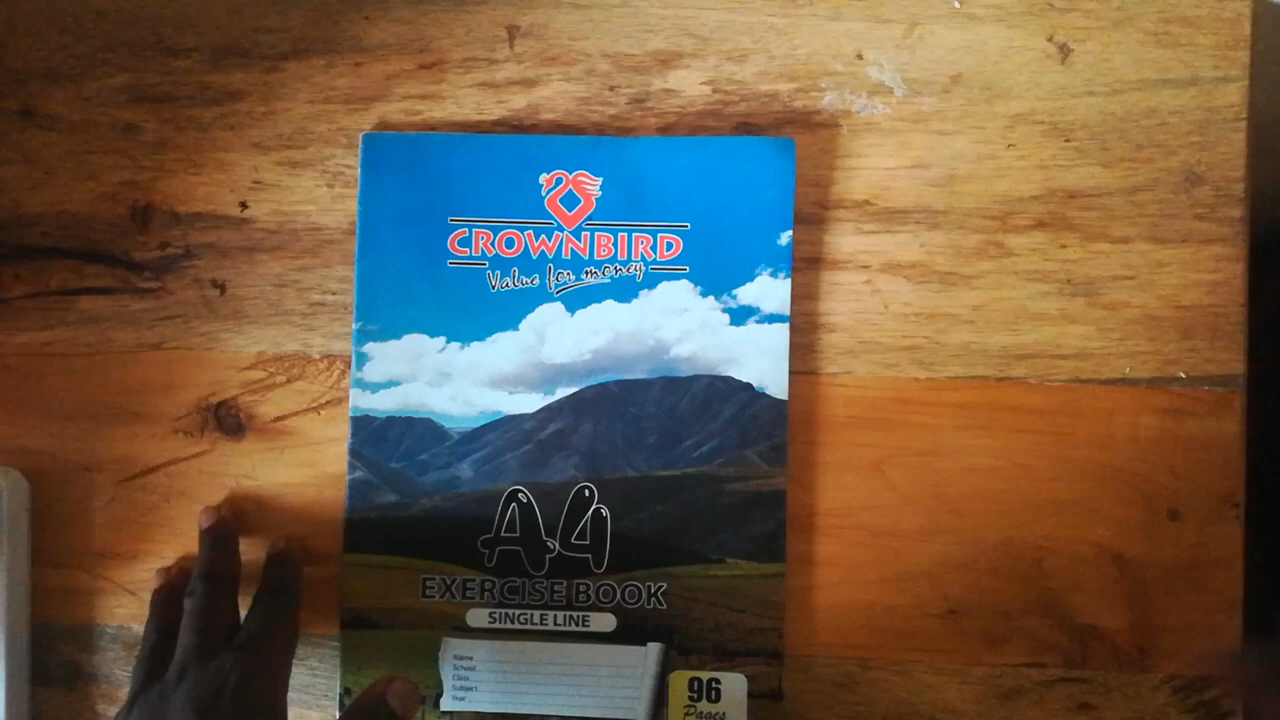 CROWNBIRD
Value for money
A4
EXERCISE BOOK
SINGLE LINE
Name
School
Class
Subject
Year
96
Pages